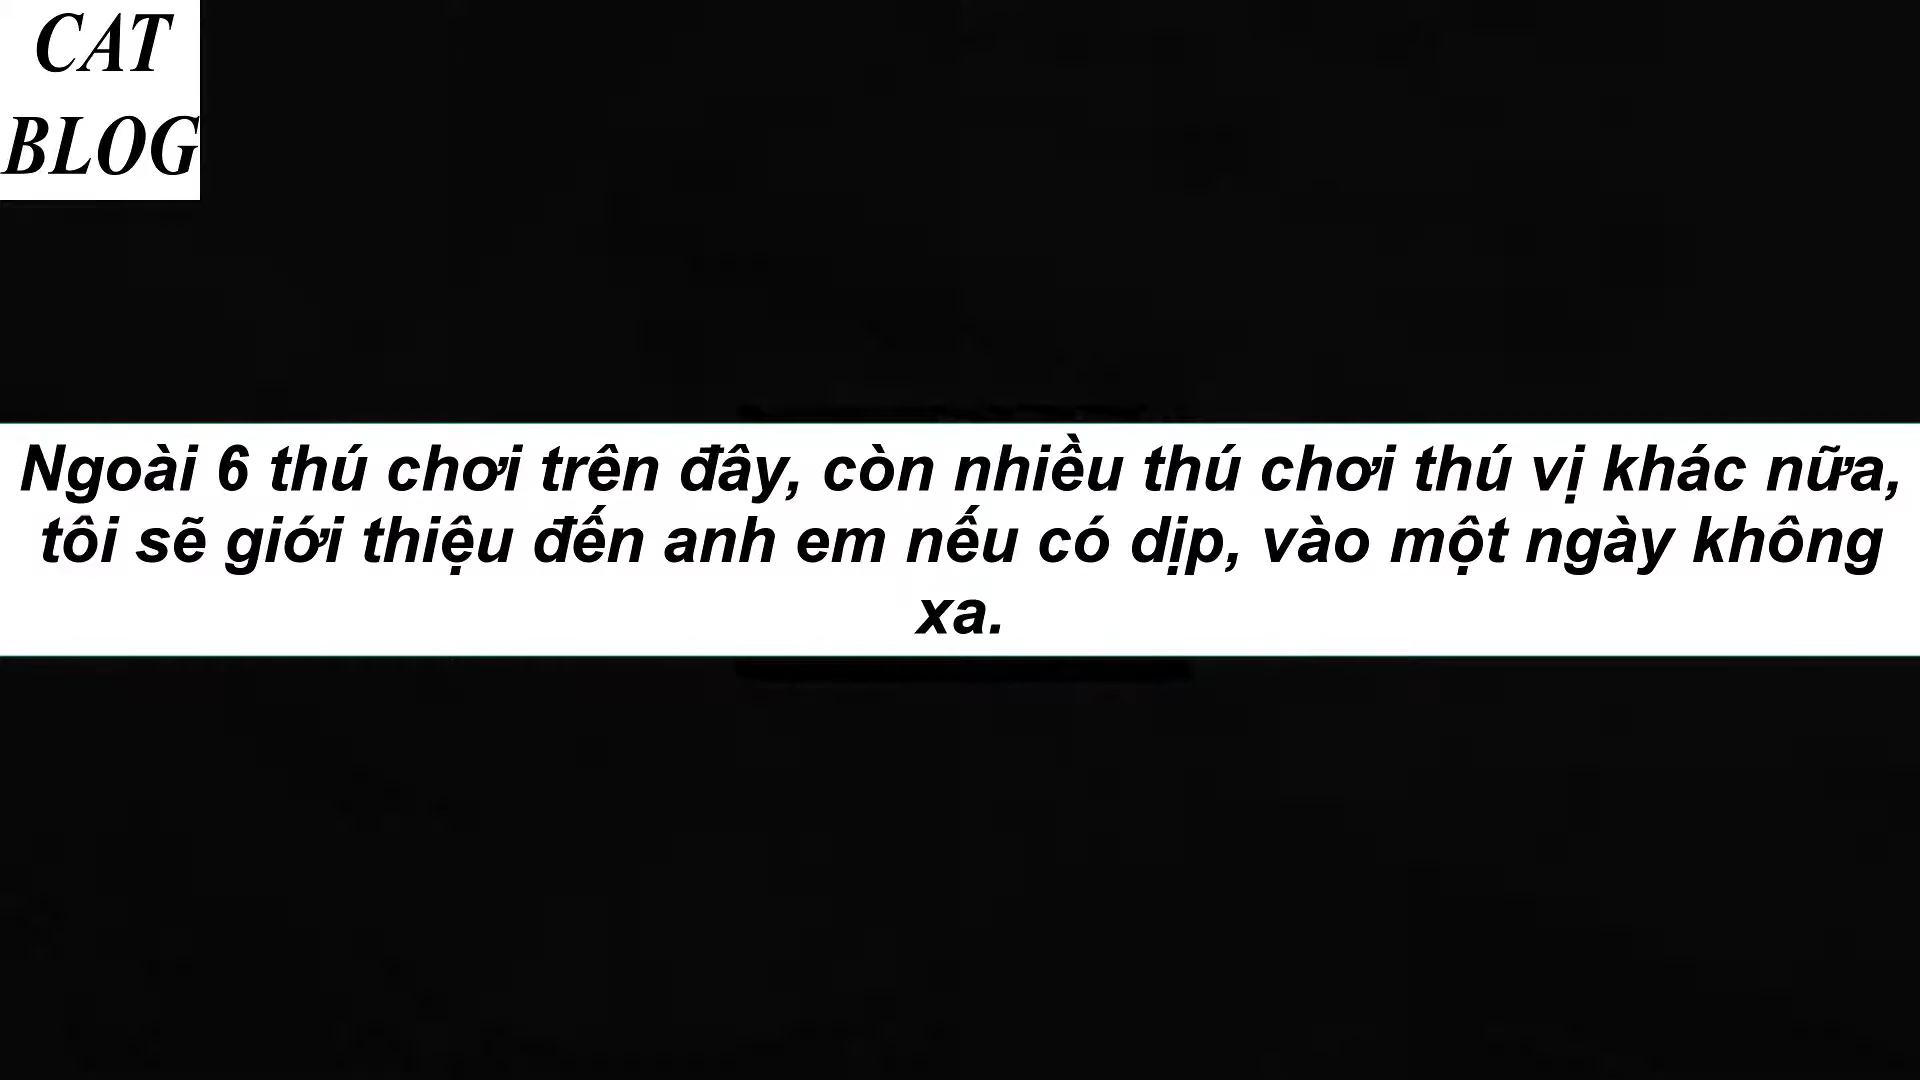 CAT
BLOG
Ngoài 6 thú chơi trên đây, còn nhiều thú chơi thú vị khác nữa,
tôi sẽ giới thiệu đến anh em nếu có dịp, vào một ngày không
xa.